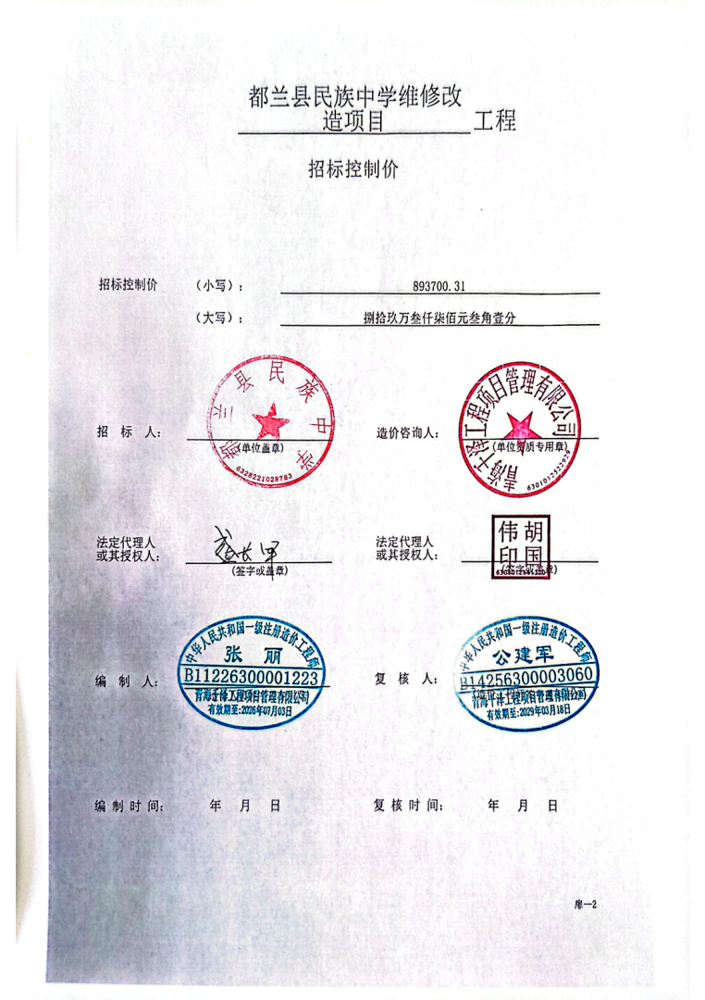 都兰县民族中学维修改
造项目 工程
招标控制价
招标控制价 （小写）： 893700.31
（大写）： 捌拾玖万叁仟柒佰元叁角壹分
都兰县民族中学
6328221028783
招标人： （单位盖章）
工程项目管理有限公司
造价咨询人： （单位资质专用章）
法定代理人
或其授权人：
（签字或盖章）
法定代理人
或其授权人：
胡国伟印
（签字或盖章）
中华人民共和国一级注册造价工程师
张丽
B11226300001223
编制人：
工程项目管理有限公司
有效期至:2026年07月03日
中华人民共和国一级注册造价工程师
公建军
B14256300003060
复核人：
工程项目管理有限公司
有效期至:2029年03月18日
编制时间： 年 月 日
复核时间： 年 月 日
扉—2